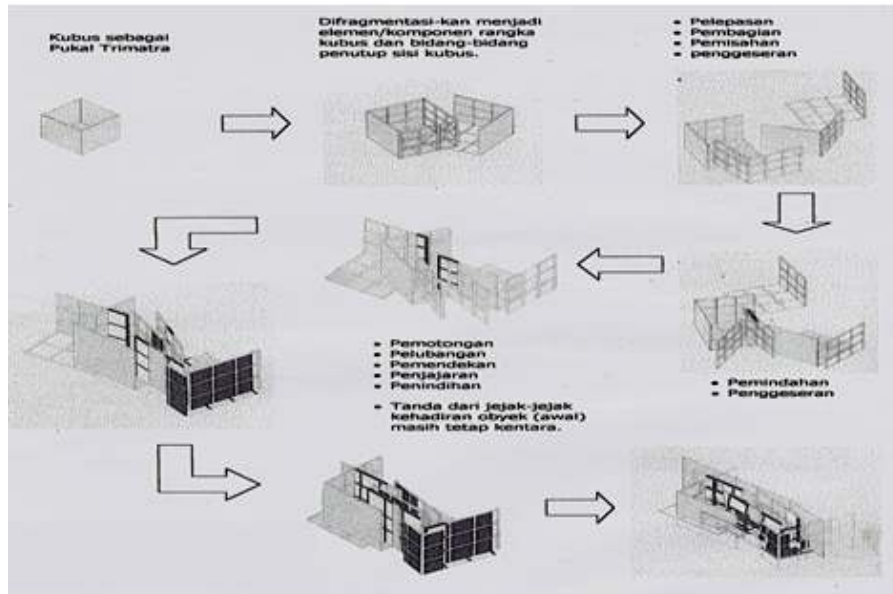 Kubus sebagai
Pukal Trimatra
Difragmentasi-kan menjadi
elemen/komponen rangka
kubus dan bidang-bidang
penutup sisi kubus.
• Pelepasan
• Pembagian
• Pemisahan
• penggeseran
• Pemindahan
• Penggeseran
• Pemotongan
• Pelubangan
• Pemendekan
• Penjajaran
• Penindihan
• Tanda dari jejak-jejak
kehadiran obyek (awal)
masih tetap kentara.